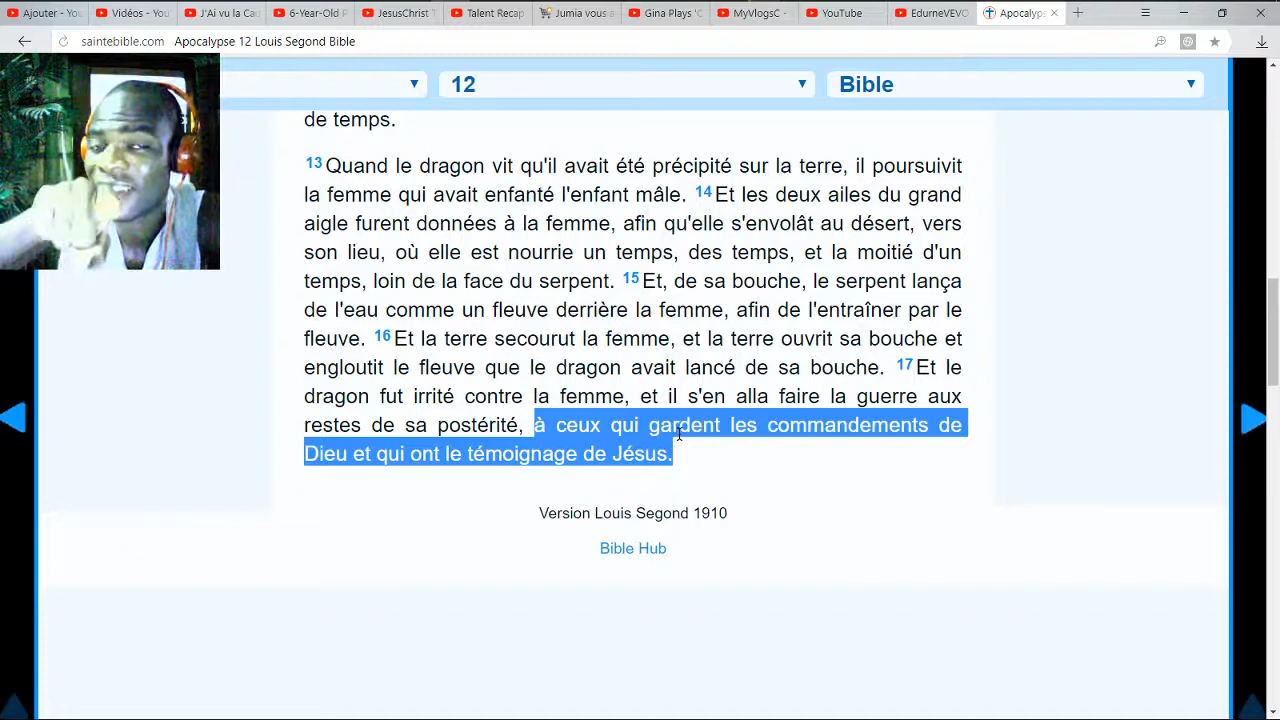 Ajouter - You
Vidéos - You
J'Ai vu la Cau
6-Year-Old P
JesusChrist T
Talent Recap
Jumia vous a
Gina Plays 'C
MyVlogsC -
YouTube
EdurneVEVO
Apocalyps
saintebible.com Apocalypse 12 Louis Segond Bible
12
Bible
de temps.
13 Quand le dragon vit qu'il avait été précipité sur la terre, il poursuivit
la femme qui avait enfanté l'enfant mâle. 14 Et les deux ailes du grand
aigle furent données à la femme, afin qu'elle s'envolât au désert, vers
son lieu, où elle est nourrie un temps, des temps, et la moitié d'un
temps, loin de la face du serpent. 15 Et, de sa bouche, le serpent lança
de l'eau comme un fleuve derrière la femme, afin de l'entraîner par le
fleuve. 16 Et la terre secourut la femme, et la terre ouvrit sa bouche et
engloutit le fleuve que le dragon avait lancé de sa bouche. 17 Et le
dragon fut irrité contre la femme, et il s'en alla faire la guerre aux
restes de sa postérité, à ceux qui gardent les commandements de
Dieu et qui ont le témoignage de Jésus.
Version Louis Segond 1910
Bible Hub